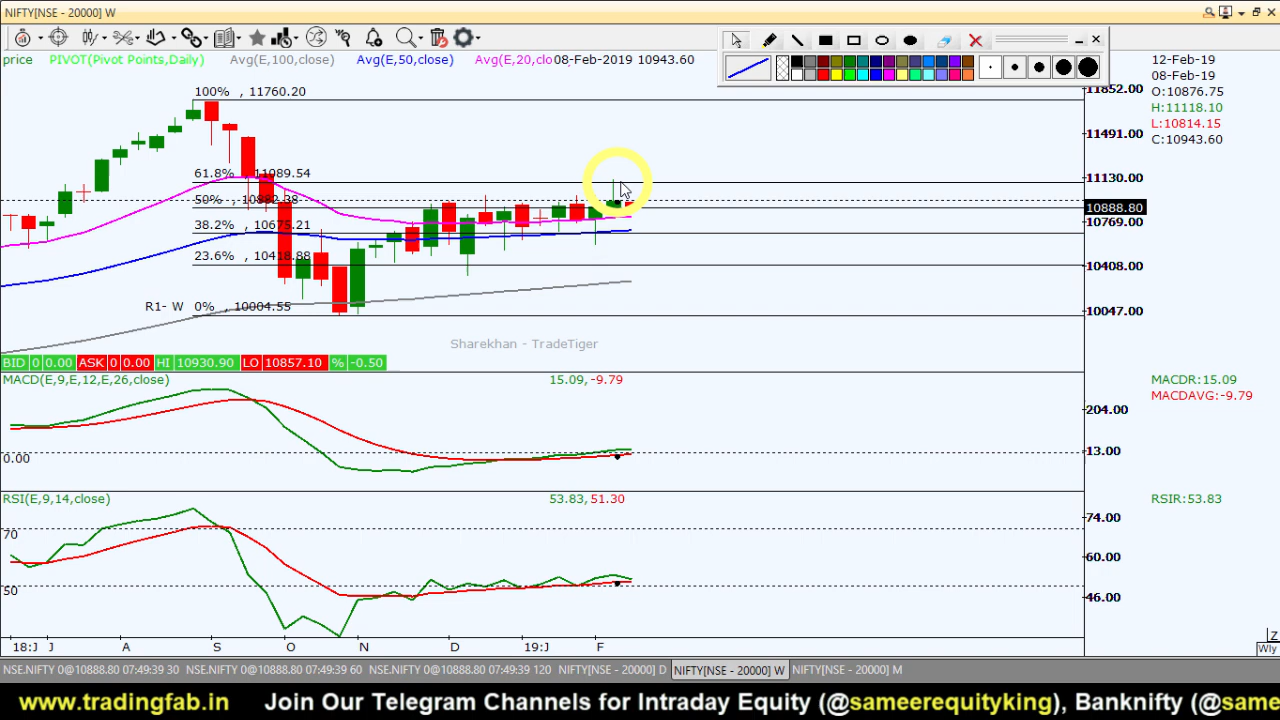 NIFTY[NSE - 20000] W
price PIVOT(Pivot Points,Daily) Avg(E,100,close) Avg(E,50,close) Avg(E,20,clo 08-Feb-2019 10943.60
12-Feb-19
08-Feb-19
O:10876.75
H:11118.10
L:10814.15
C:10943.60
100% , 11760.20
61.8% , 11089.54
50% , 10882.38
38.2% , 10675.21
23.6% , 10418.88
R1- W 0% , 10004.55
11852.00
11491.00
11130.00
10888.80
10769.00
10408.00
10047.00
Sharekhan - TradeTiger
BID 0 0.00 ASK 0 0.00 HI 10930.90 LO 10857.10 % -0.50
MACD(E,9,E,12,E,26,close) 15.09, -9.79
MACDR:15.09
MACDAVG:-9.79
204.00
13.00
0.00
RSI(E,9,14,close) 53.83, 51.30
RSIR:53.83
74.00
70
60.00
50
46.00
18:J J A S O N D 19:J F
Z
Wly
NSE.NIFTY 0@10888.80 07:49:39 30 NSE.NIFTY 0@10888.80 07:49:39 60 NSE.NIFTY 0@10888.80 07:49:39 120 NIFTY[NSE - 20000] D NIFTY[NSE - 20000] W NIFTY[NSE - 20000] M
www.tradingfab.in Join Our Telegram Channels for Intraday Equity (@sameerequityking), Banknifty (@same